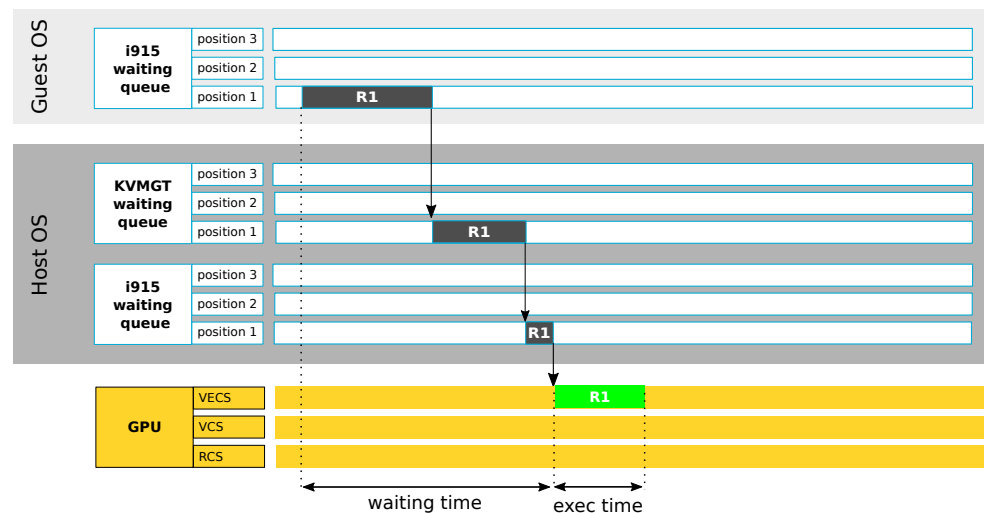 Guest OS
i915
waiting
queue
position 3
position 2
position 1
R1
Host OS
KVMGT
waiting
queue
position 3
position 2
position 1
R1
i915
waiting
queue
position 3
position 2
position 1
R1
GPU
VECS
VCS
RCS
R1
waiting time
exec time